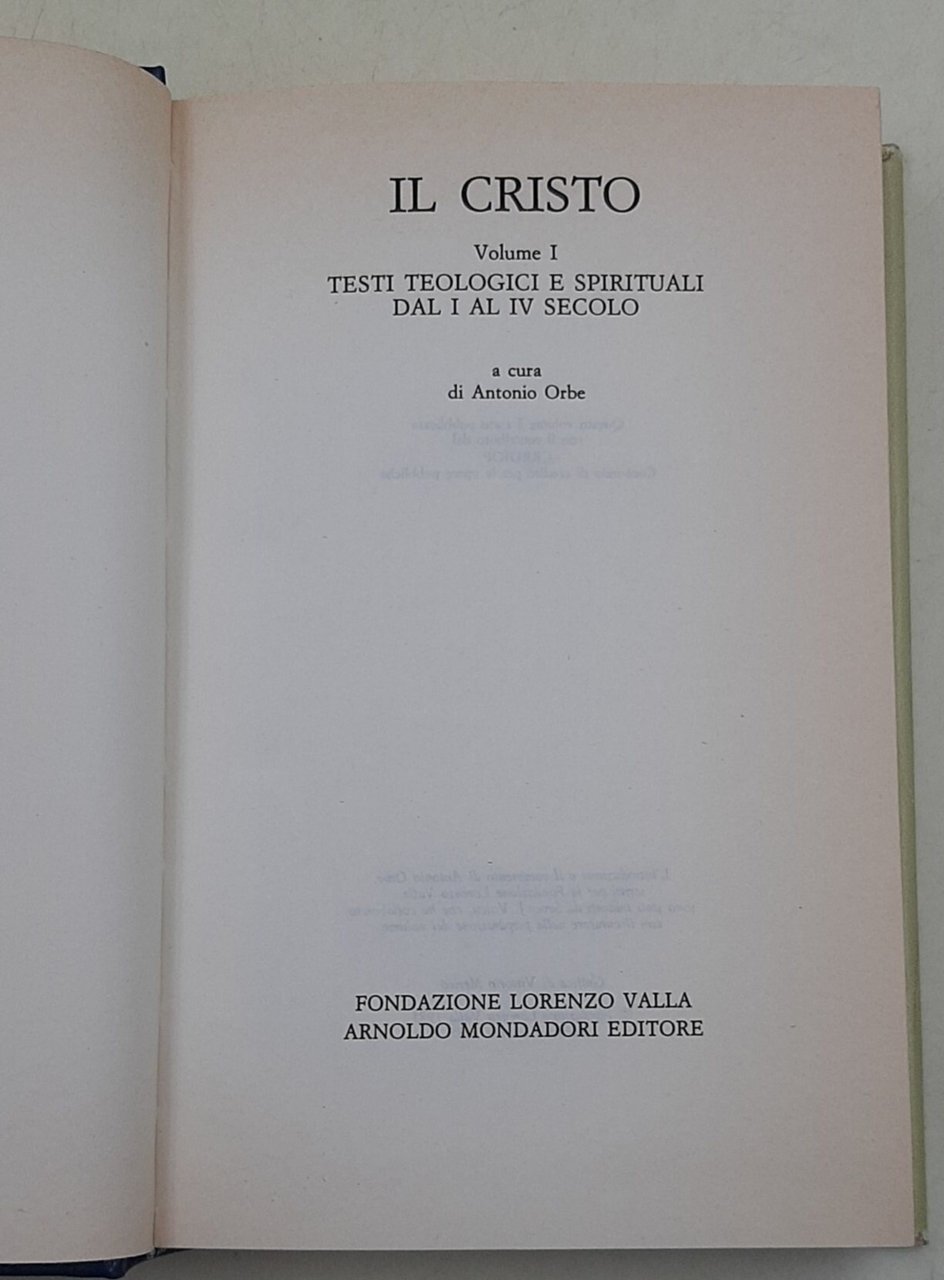 IL CRISTO
Volume I
TESTI TEOLOGICI E SPIRITUALI
DAL I AL IV SECOLO
a cura
di Antonio Orbe
FONDAZIONE LORENZO VALLA
ARNOLDO MONDADORI EDITORE